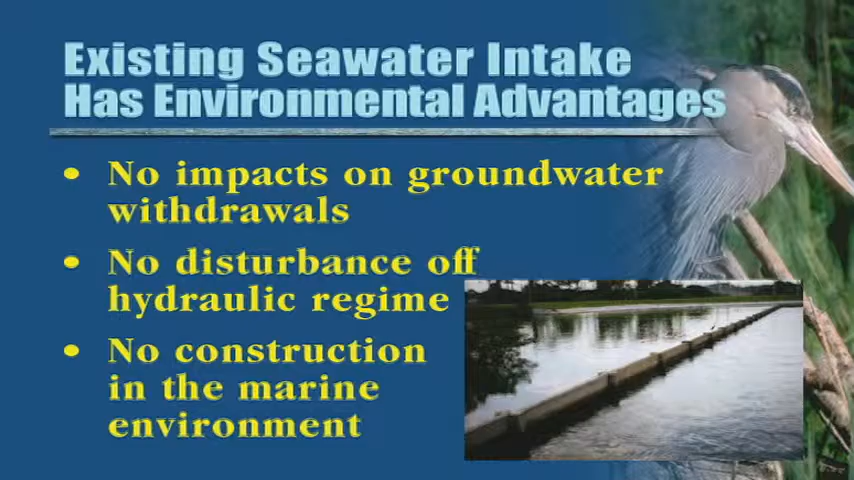 Existing Seawater Intake
Has Environmental Advantages
• No impacts on groundwater
withdrawals
• No disturbance off
hydraulic regime
• No construction
in the marine
environment